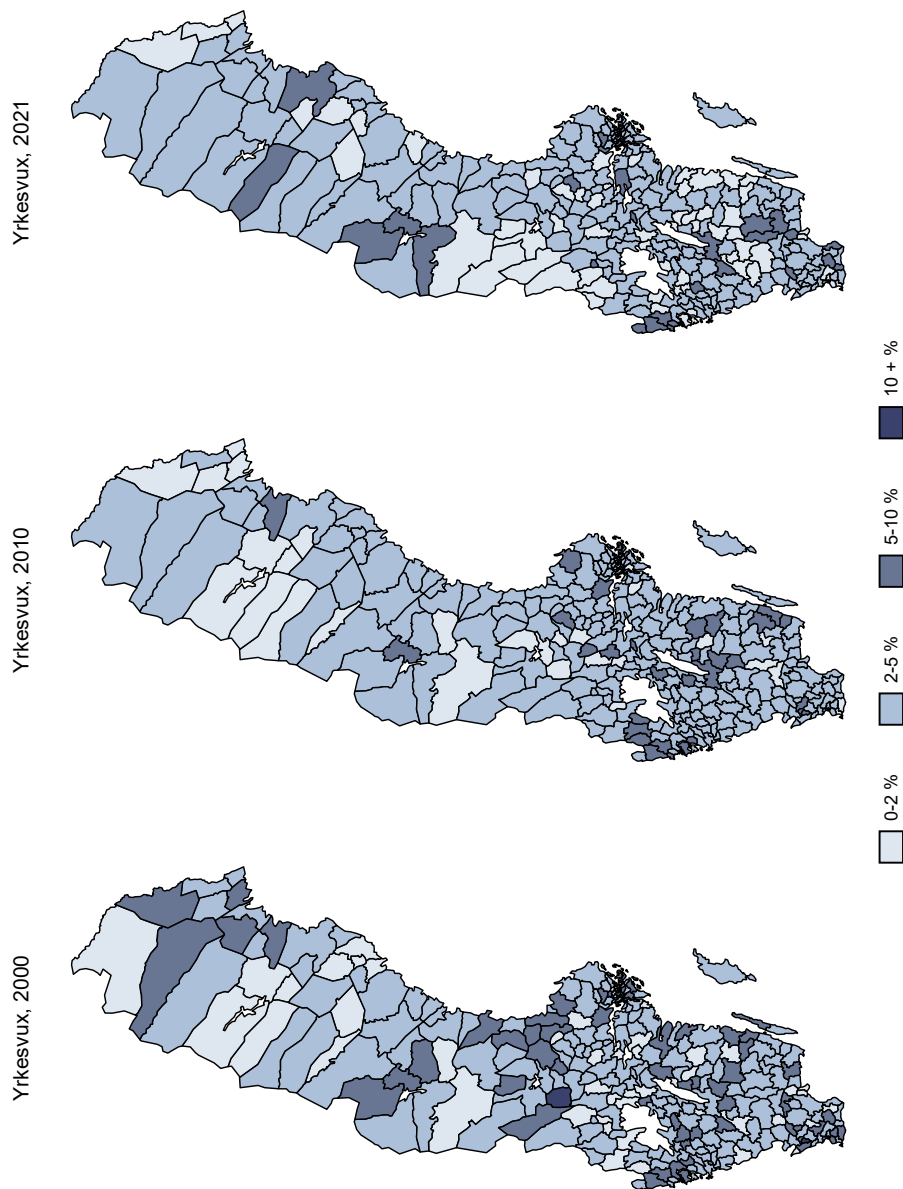 Yrkesvux, 2000
Yrkesvux, 2010
Yrkesvux, 2021
0-2 %
2-5 %
5-10 %
10 + %